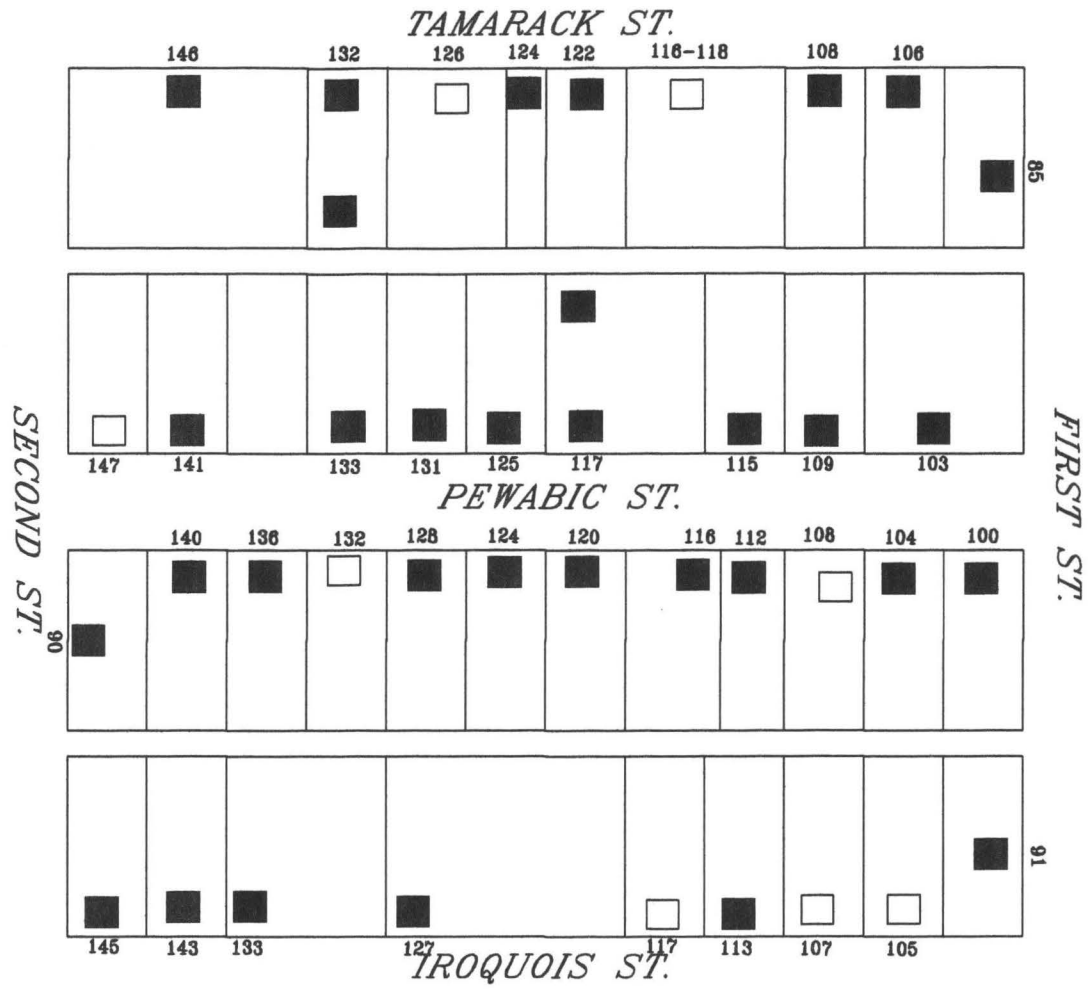 TAMARACK ST.
146 132 126 124 122 116-118 108 106
85
147 141 133 131 125 117 115 109 103
SECOND ST.
FIRST ST.
PEWABIC ST.
140 136 132 128 124 120 116 112 108 104 100
90
91
145 143 133 127 117 113 107 105
IROQUOIS ST.